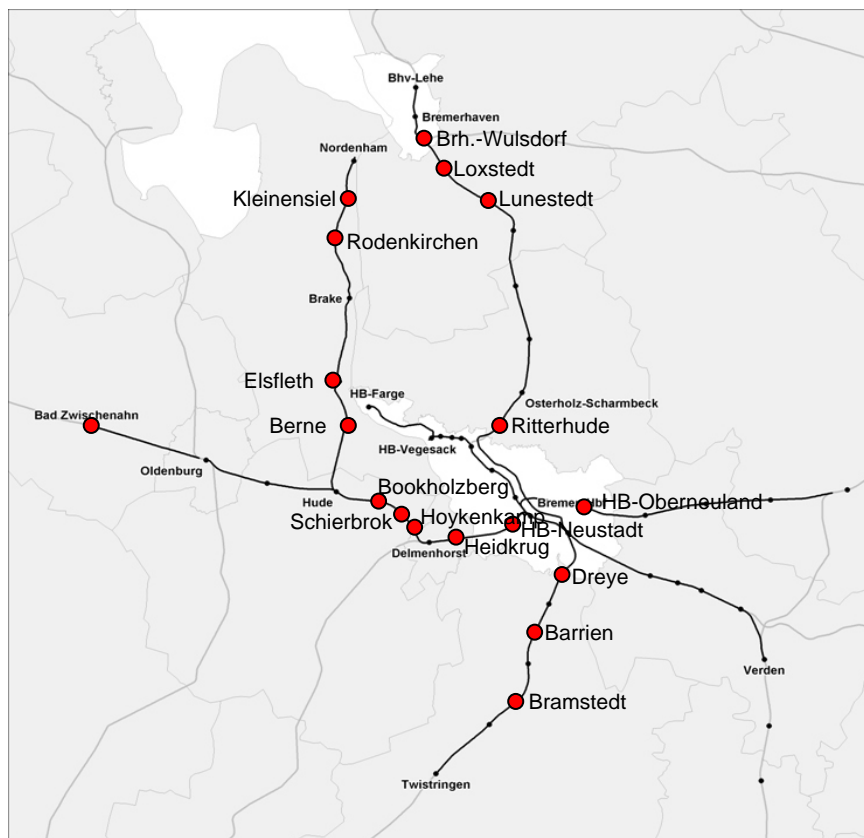 Bhv-Lehe
Bremerhaven
Brh.-Wulsdorf
Nordenham
Loxstedt
Kleinensiel
Lunestedt
Rodenkirchen
Brake
Elsfleth
HB-Farge
Osterholz-Scharmbeck
Bad Zwischenahn
Berne
Ritterhude
HB-Vegesack
Oldenburg
Bookholzberg
Hude
Bremen Hbf
HB-Oberneuland
Schierbrok
Hoykenkamp
HB-Neustadt
Delmenhorst
Heidkrug
Dreye
Barrien
Verden
Bramstedt
Twistringen